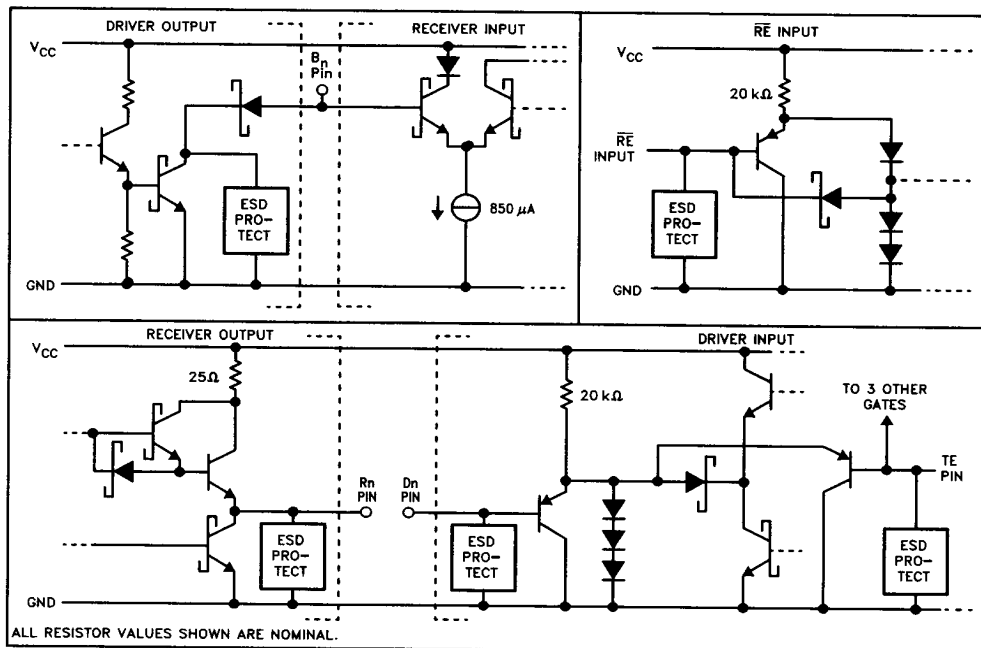 DRIVER OUTPUT
RECEIVER INPUT
VCC
Bn
Pin
ESD
PRO-
TECT
850 μA
GND
RE INPUT
VCC
20 kΩ
RE
INPUT
ESD
PRO-
TECT
GND
RECEIVER OUTPUT
DRIVER INPUT
VCC
25Ω
20 kΩ
TO 3 OTHER
GATES
Rn
PIN
Dn
PIN
TE
PIN
ESD
PRO-
TECT
ESD
PRO-
TECT
ESD
PRO-
TECT
GND
ALL RESISTOR VALUES SHOWN ARE NOMINAL.